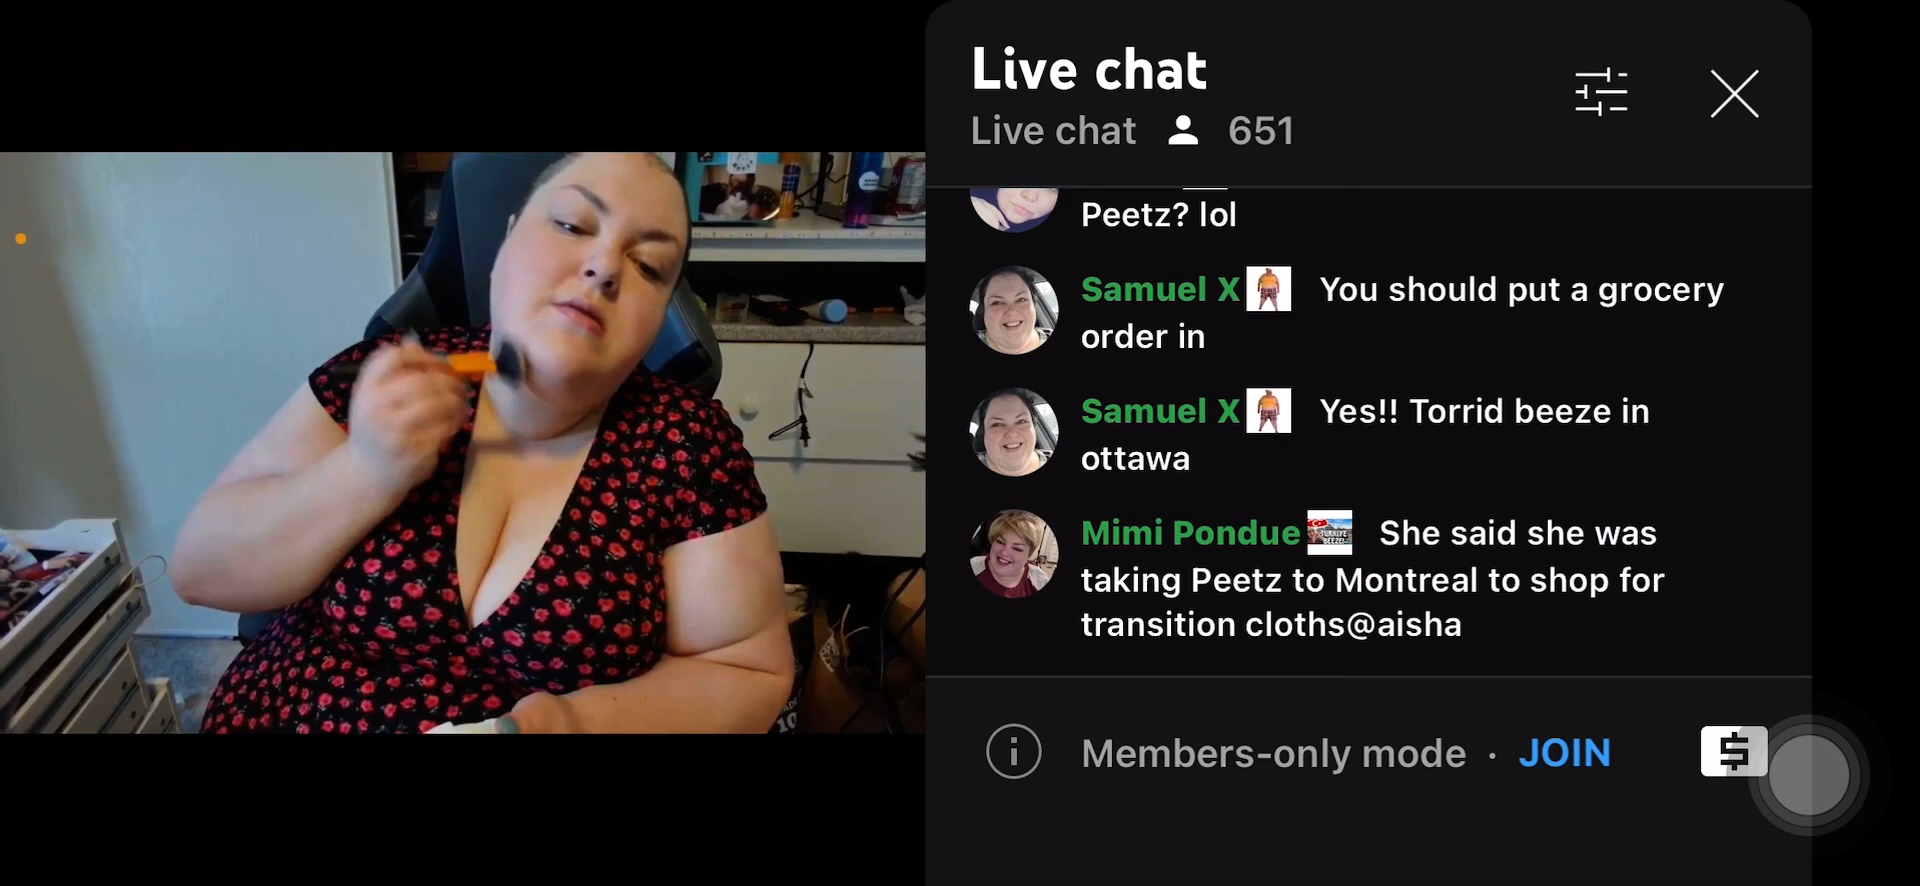 Live chat
Live chat 651
Peetz? lol
Samuel X You should put a grocery
order in
Samuel X Yes!! Torrid beeze in
ottawa
Mimi Pondue She said she was
taking Peetz to Montreal to shop for
transition cloths@aisha
Members-only mode · JOIN
$
10